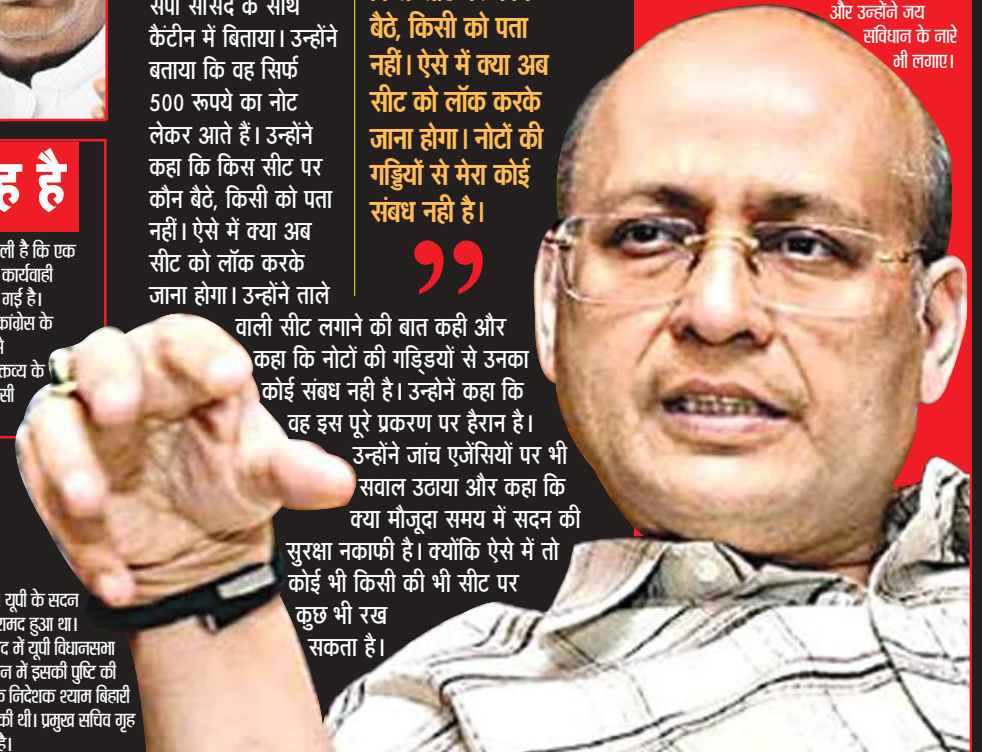 सपा सांसद के साथ
कैंटीन में बिताया। उन्होंने
बताया कि वह सिर्फ
500 रूपये का नोट
लेकर आते हैं। उन्होंने
कहा कि किस सीट पर
कौन बैठे, किसी को पता
नहीं। ऐसे में क्या अब
सीट को लॉक करके
जाना होगा। उन्होंने ताले
वाली सीट लगाने की बात कही और
कहा कि नोटों की गड्डियों से उनका
कोई संबध नही है। उन्होनें कहा कि
वह इस पूरे प्रकरण पर हैरान है।
उन्होंने जांच एजेंसियों पर भी
सवाल उठाया और कहा कि
क्या मौजूदा समय में सदन की
सुरक्षा नकाफी है। क्योंकि ऐसे में तो
कोई भी किसी की भी सीट पर
कुछ भी रख
सकता है।
बैठे, किसी को पता
नहीं। ऐसे में क्या अब
सीट को लॉक करके
जाना होगा। नोटों की
गड्डियों से मेरा कोई
संबध नही है।
”
और उन्होंने जय
संविधान के नारे
भी लगाए।
ह है
ली है कि एक
कार्यवाही
गई है।
कांग्रेस के
के
सी
यूपी के सदन
हुआ था।
में यूपी विधानसभा
में इसकी पुष्टि की
निदेशक श्याम बिहारी
की थी। प्रमुख सचिव गृह
है।